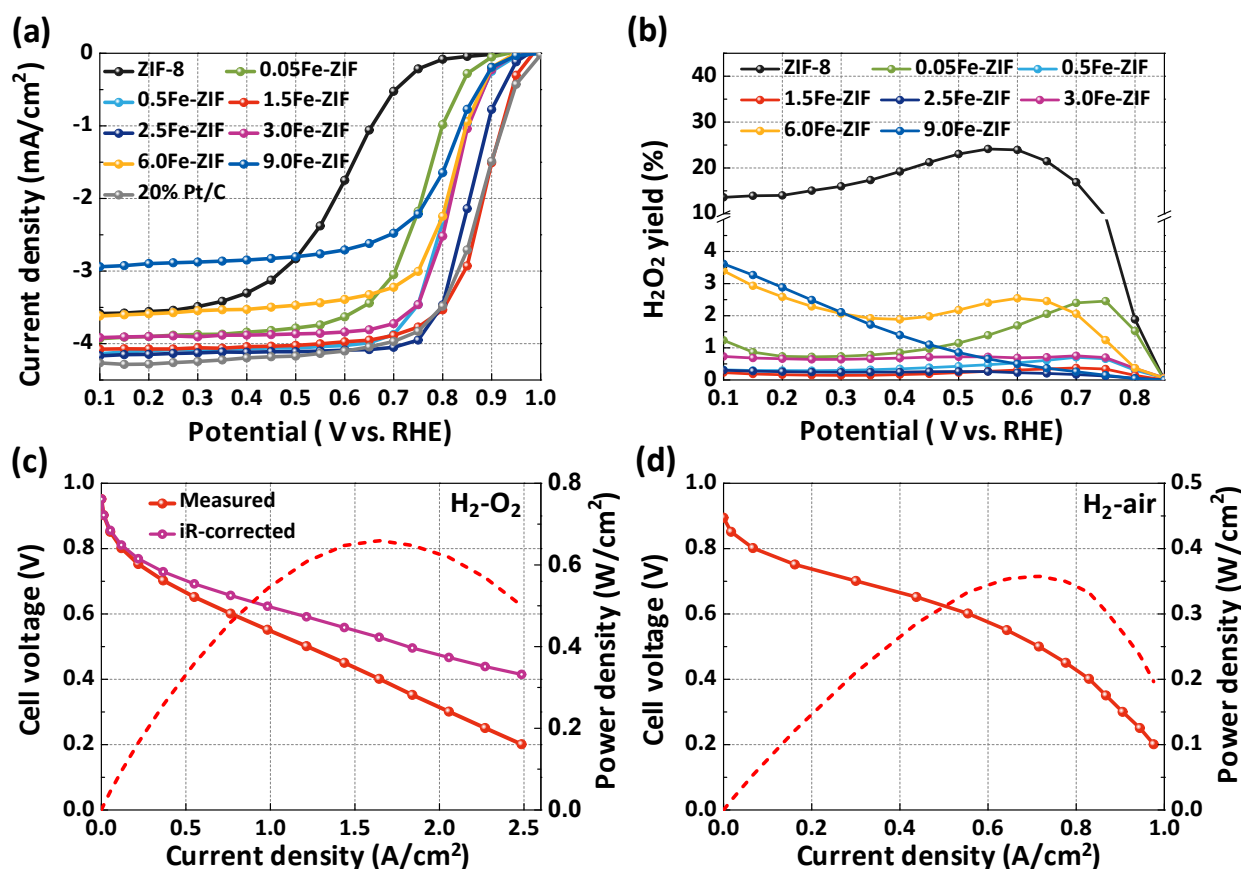 (a)
0
-1
-2
-3
-4
Current density (mA/cm²)
ZIF-8
0.05Fe-ZIF
0.5Fe-ZIF
1.5Fe-ZIF
2.5Fe-ZIF
3.0Fe-ZIF
6.0Fe-ZIF
9.0Fe-ZIF
20% Pt/C
0.1 0.2 0.3 0.4 0.5 0.6 0.7 0.8 0.9 1.0
Potential ( V vs. RHE)
(b)
40
30
20
10
4
3
2
1
0
H₂O₂ yield (%)
ZIF-8
0.05Fe-ZIF
0.5Fe-ZIF
1.5Fe-ZIF
2.5Fe-ZIF
3.0Fe-ZIF
6.0Fe-ZIF
9.0Fe-ZIF
0.1 0.2 0.3 0.4 0.5 0.6 0.7 0.8
Potential ( V vs. RHE)
(c)
1.0
0.8
0.6
0.4
0.2
0.0
Cell voltage (V)
Measured
iR-corrected
H₂-O₂
0.8
0.6
0.4
0.2
0.0
Power density (W/cm²)
0.0 0.5 1.0 1.5 2.0 2.5
Current density (A/cm²)
(d)
1.0
0.8
0.6
0.4
0.2
0.0
Cell voltage (V)
H₂-air
0.5
0.4
0.3
0.2
0.1
0.0
Power density (W/cm²)
0.0 0.2 0.4 0.6 0.8 1.0
Current density (A/cm²)